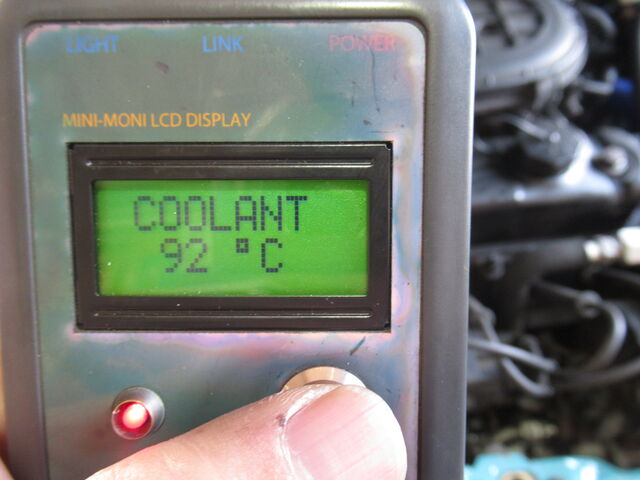 LIGHT LINK POWER
MINI-MONI LCD DISPLAY
COOLANT
92 °C